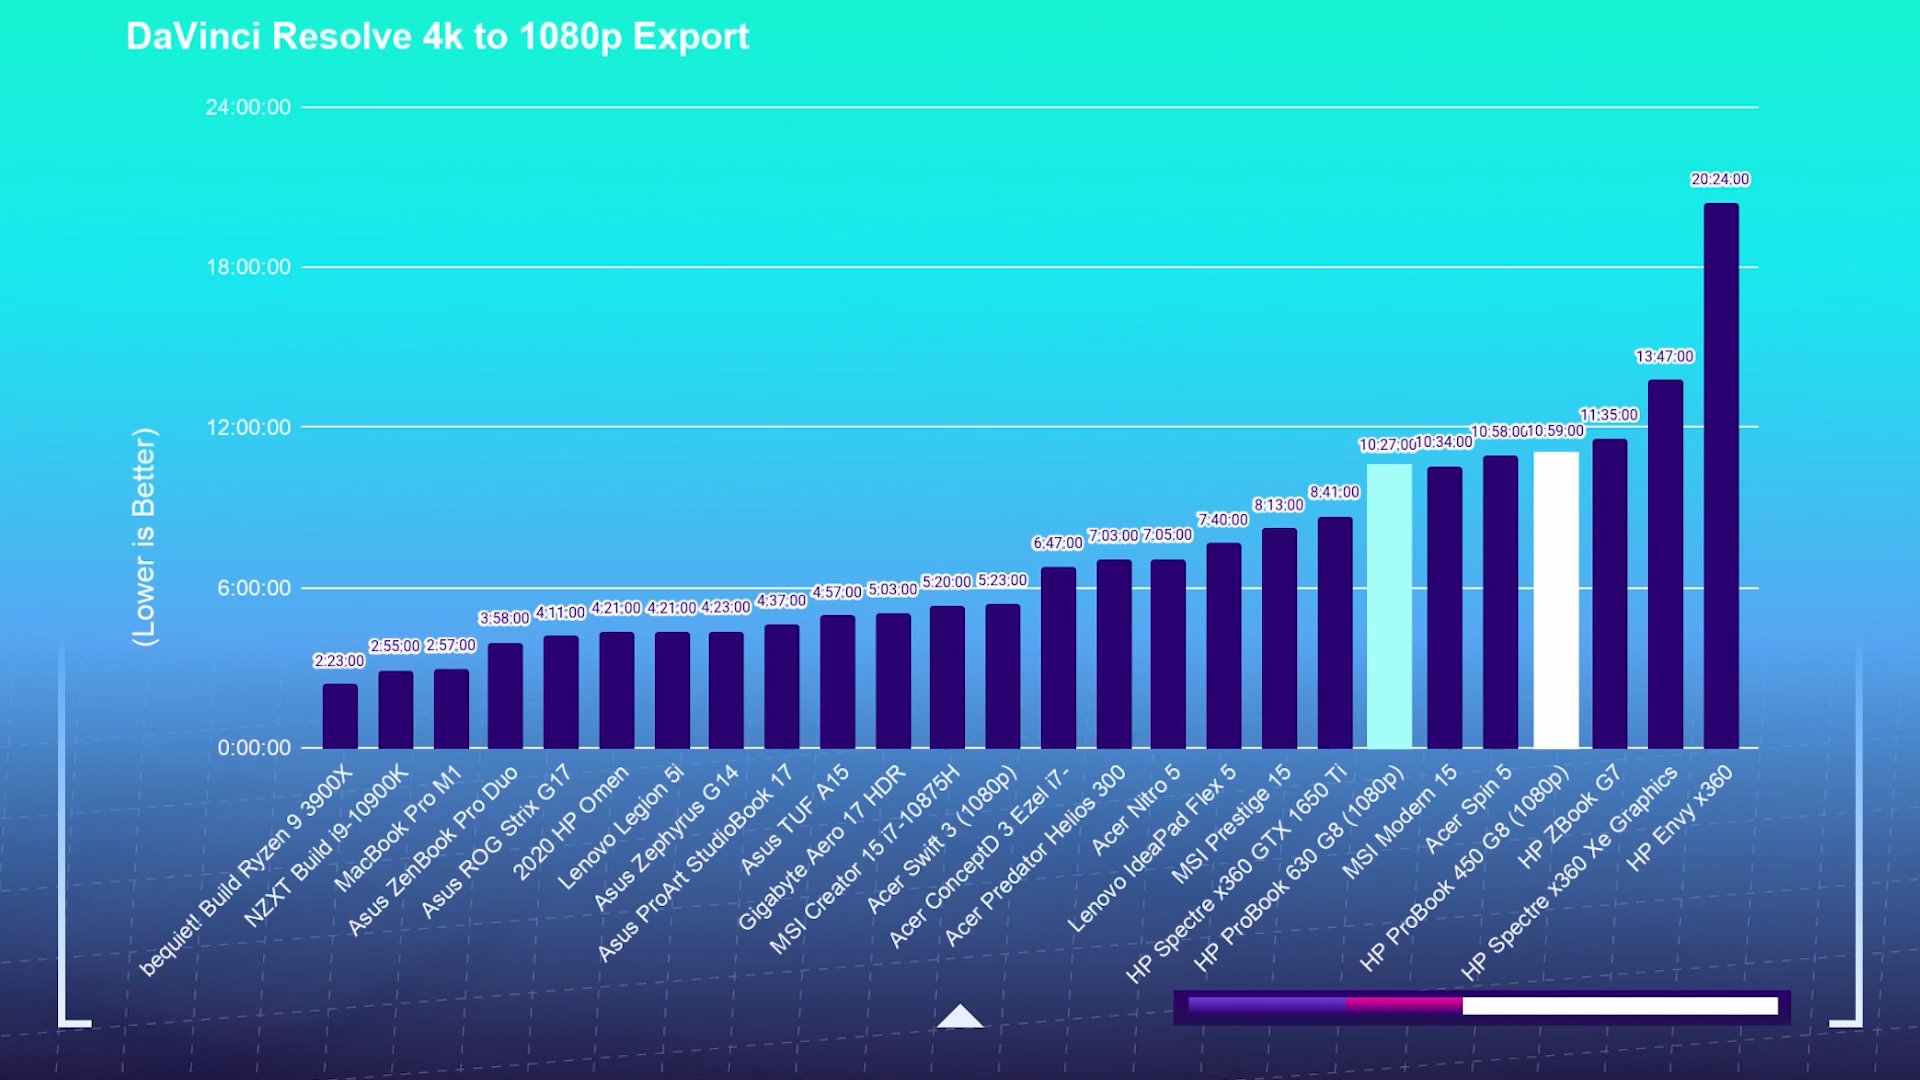 DaVinci Resolve 4k to 1080p Export
(Lower is Better)
24:00:00
18:00:00
12:00:00
6:00:00
0:00:00
2:23:00
2:55:00
2:57:00
3:58:00
4:11:00
4:21:00
4:21:00
4:23:00
4:37:00
4:57:00
5:03:00
5:20:00
5:23:00
6:47:00
7:03:00
7:05:00
7:40:00
8:13:00
8:41:00
10:27:00
10:34:00
10:58:00
10:59:00
11:35:00
13:47:00
20:24:00
bequiet! Build Ryzen 9 3900X
NZXT Build i9-10900K
MacBook Pro M1
Asus ZenBook Pro Duo
Asus ROG Strix G17
2020 HP Omen
Lenovo Legion 5i
Asus Zephyrus G14
Asus ProArt StudioBook 17
Asus TUF A15
Gigabyte Aero 17 HDR
MSI Creator 15 i7-10875H
Acer Swift 3 (1080p)
Acer ConceptD 3 Ezel i7-
Acer Predator Helios 300
Acer Nitro 5
Lenovo IdeaPad Flex 5
MSI Prestige 15
HP Spectre x360 GTX 1650 Ti
HP ProBook 630 G8 (1080p)
MSI Modern 15
Acer Spin 5
HP ProBook 450 G8 (1080p)
HP ZBook G7
HP Spectre x360 Xe Graphics
HP Envy x360